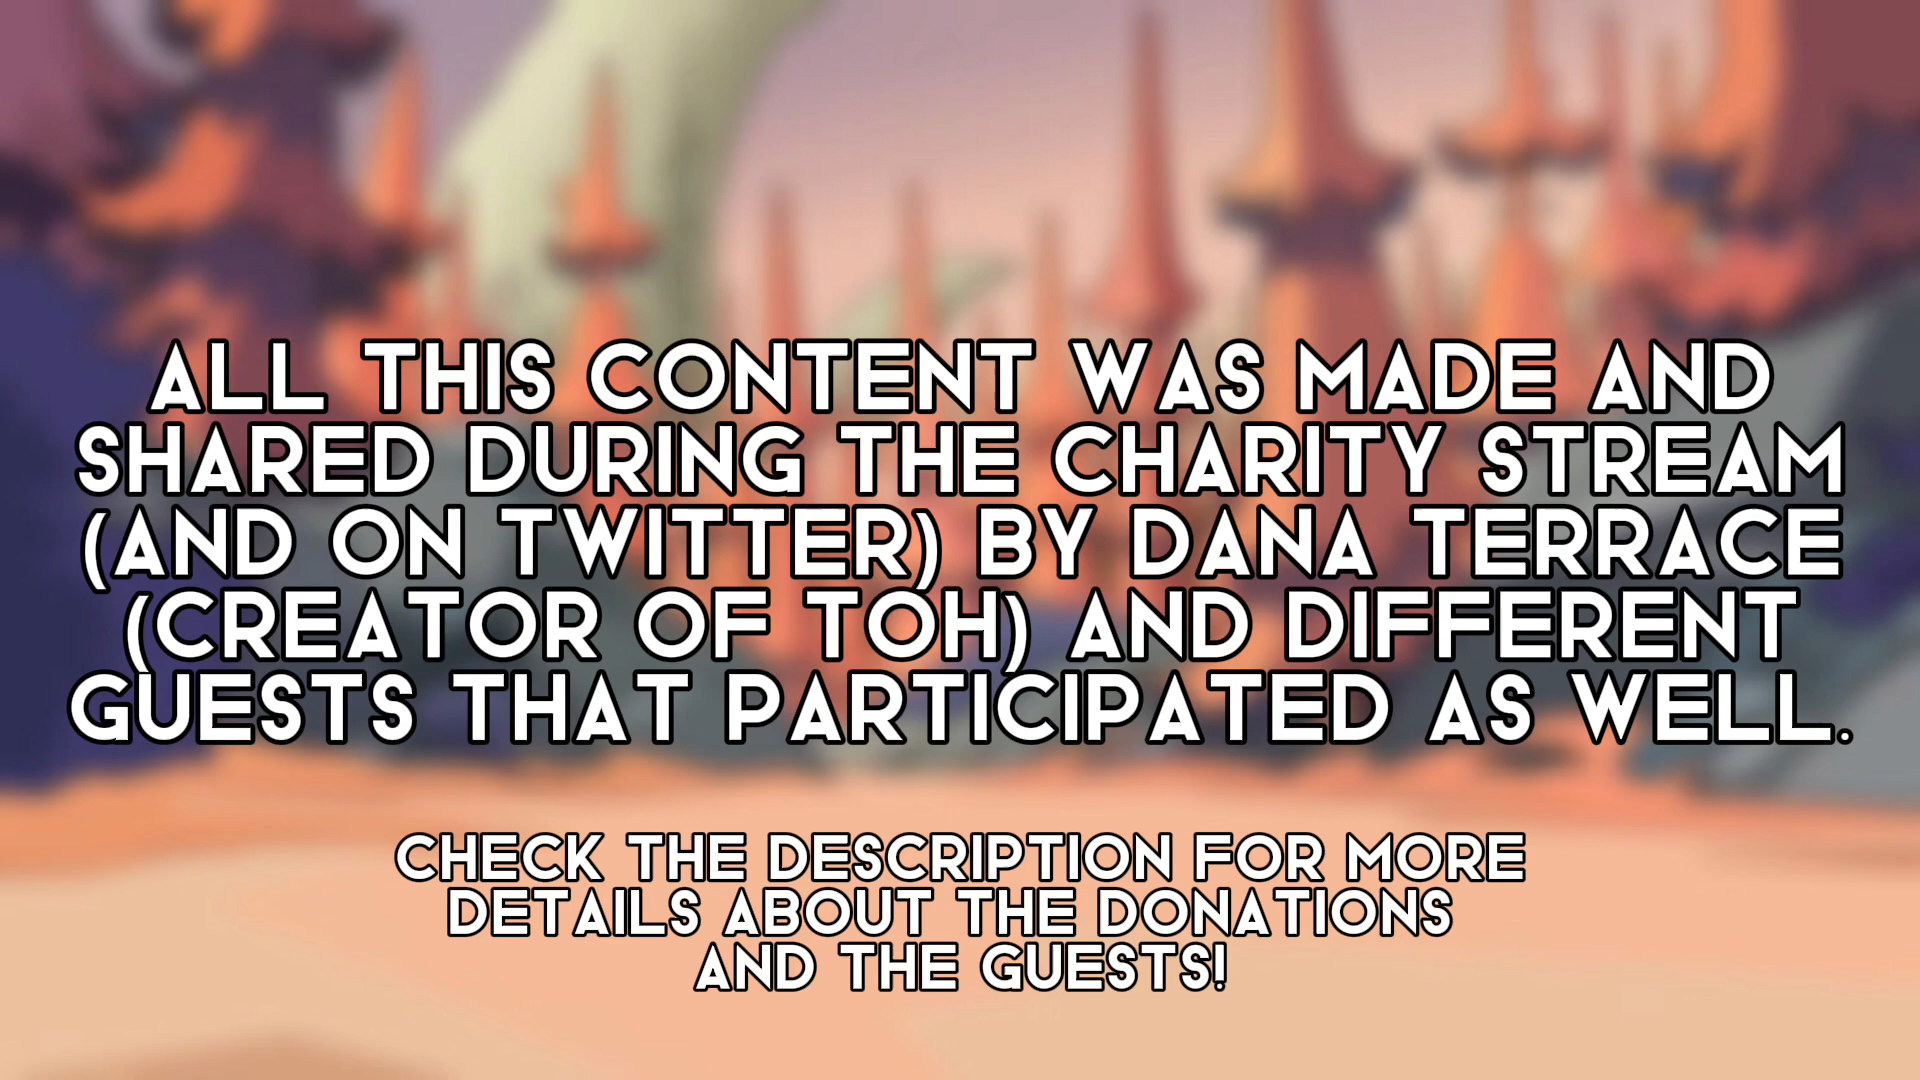 ALL THIS CONTENT WAS MADE AND
SHARED DURING THE CHARITY STREAM
(AND ON TWITTER) BY DANA TERRACE
(CREATOR OF TOH) AND DIFFERENT
GUESTS THAT PARTICIPATED AS WELL.
CHECK THE DESCRIPTION FOR MORE
DETAILS ABOUT THE DONATIONS
AND THE GUESTS!